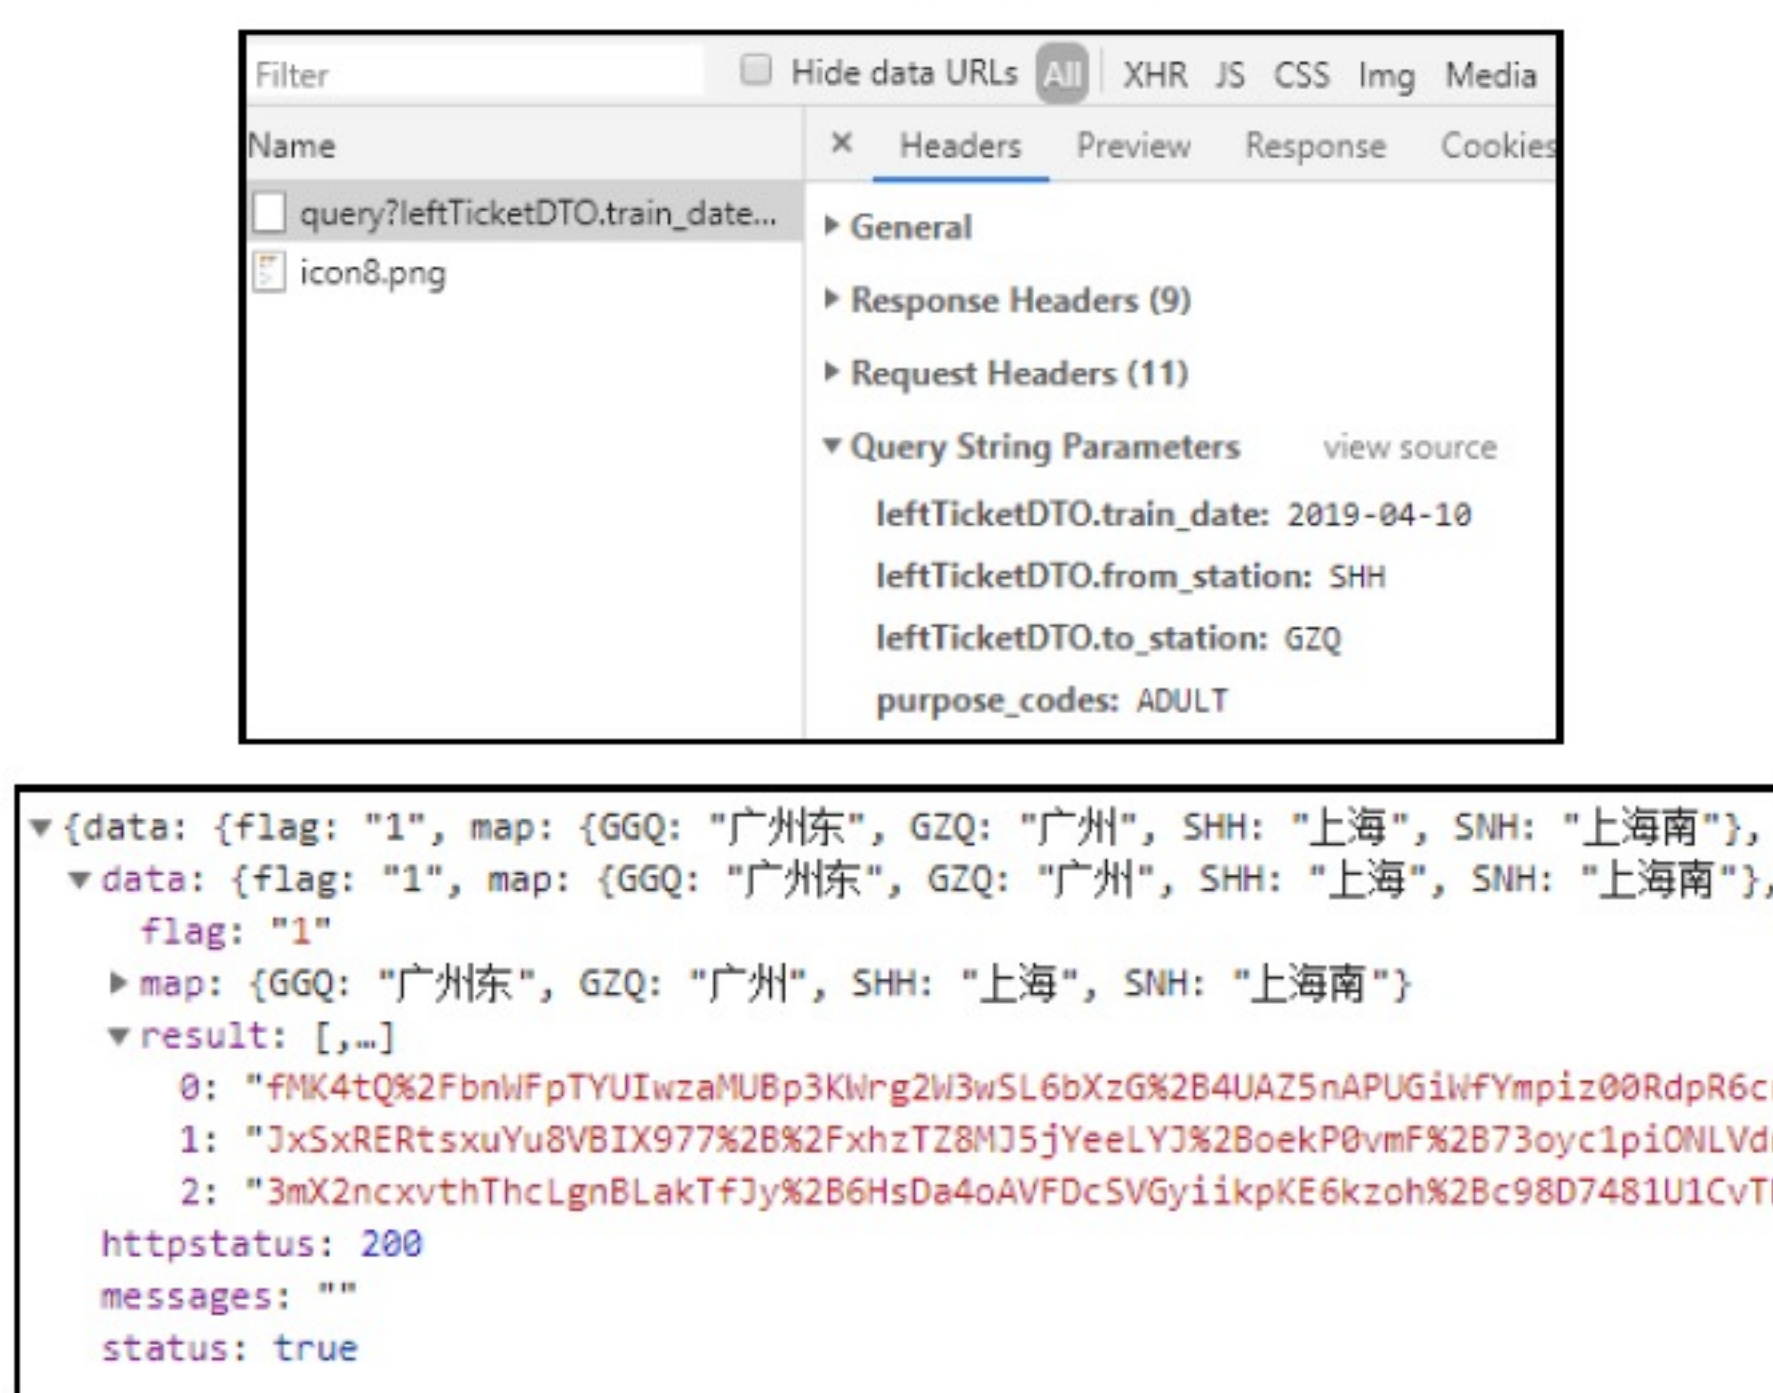 Filter Hide data URLs All XHR JS CSS Img Media
Name × Headers Preview Response Cookies
query?leftTicketDTO.train_date...
icon8.png
General
Response Headers (9)
Request Headers (11)
Query String Parameters view source
leftTicketDTO.train_date: 2019-04-10
leftTicketDTO.from_station: SHH
leftTicketDTO.to_station: GZQ
purpose_codes: ADULT
{data: {flag: "1", map: {GGQ: "广州东", GZQ: "广州", SHH: "上海", SNH: "上海南"},
data: {flag: "1", map: {GGQ: "广州东", GZQ: "广州", SHH: "上海", SNH: "上海南"},
flag: "1"
map: {GGQ: "广州东", GZQ: "广州", SHH: "上海", SNH: "上海南"}
result: [,…]
0: "fMK4tQ%2FbnWFpTYUIwzaMUBp3KWrg2W3wSL6bXzG%2B4UAZ5nAPUGiWfYmpiz00RdpR6c
1: "JxSxRERtsxuYu8VBIX977%2B%2FxhzTZ8MJ5jYeeLYJ%2BoekP0vmF%2B73oyc1piONLVd
2: "3mX2ncxvthThcLgnBLakTfJy%2B6HsDa4oAVFDcSVGyiikpKE6kzoh%2Bc98D7481U1CvT
httpstatus: 200
messages: ""
status: true